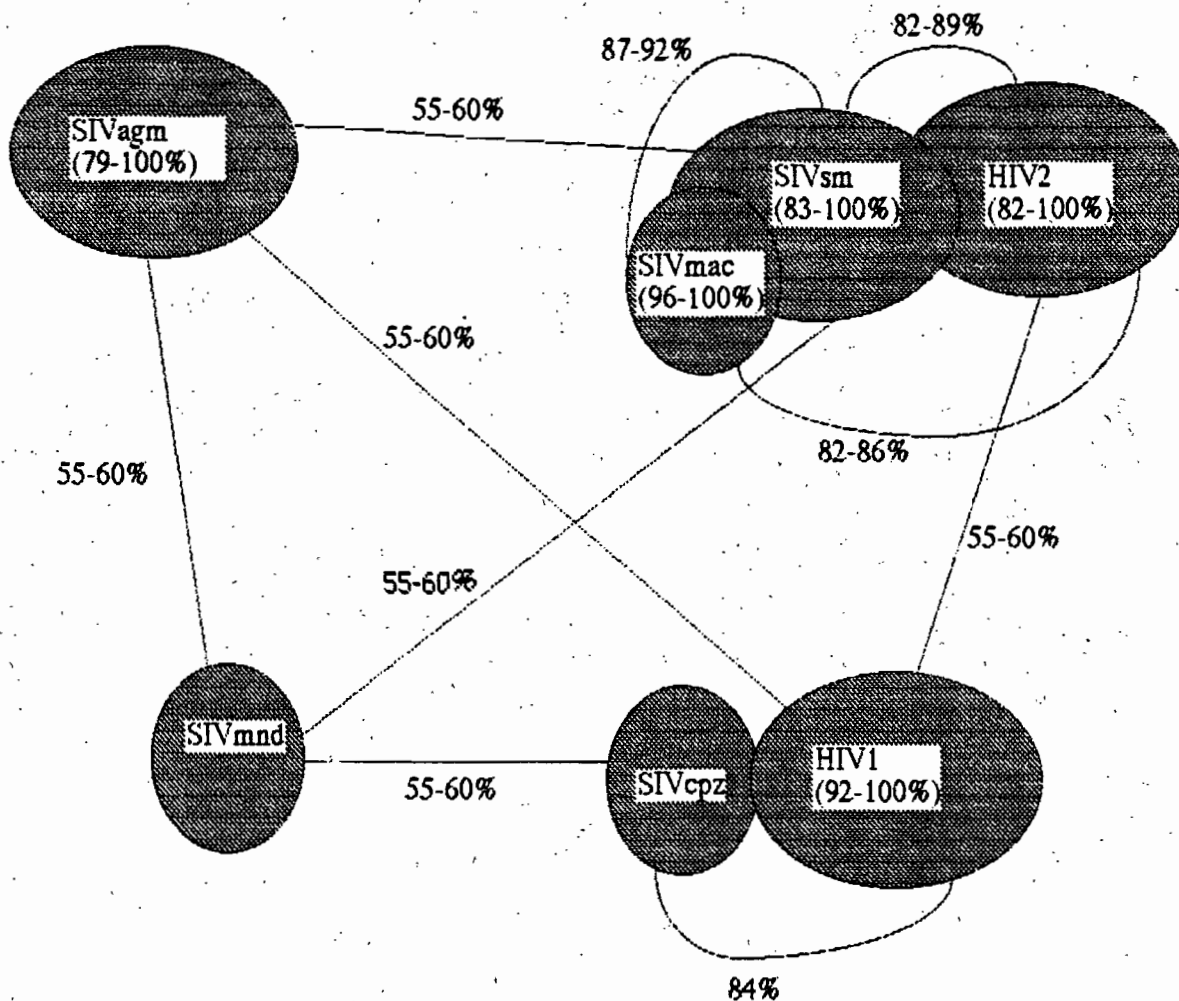 82-89%
87-92%
55-60%
SIVagm
(79-100%)
SIVsm
(83-100%)
HIV2
(82-100%)
SIVmac
(96-100%)
55-60%
82-86%
55-60%
55-60%
55-60%
SIVmnd
55-60%
SIVcpz
HIV1
(92-100%)
84%